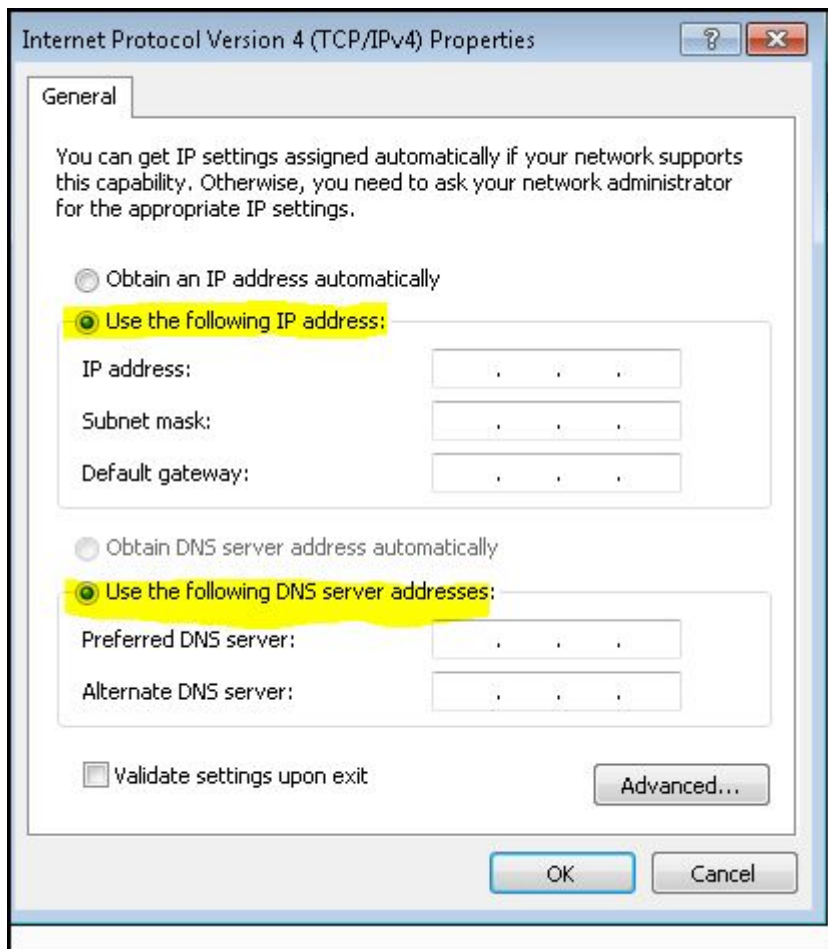 Internet Protocol Version 4 (TCP/IPv4) Properties
General
You can get IP settings assigned automatically if your network supports
this capability. Otherwise, you need to ask your network administrator
for the appropriate IP settings.
Obtain an IP address automatically
Use the following IP address:
IP address:
Subnet mask:
Default gateway:
Obtain DNS server address automatically
Use the following DNS server addresses:
Preferred DNS server:
Alternate DNS server:
Validate settings upon exit
Advanced...
OK Cancel